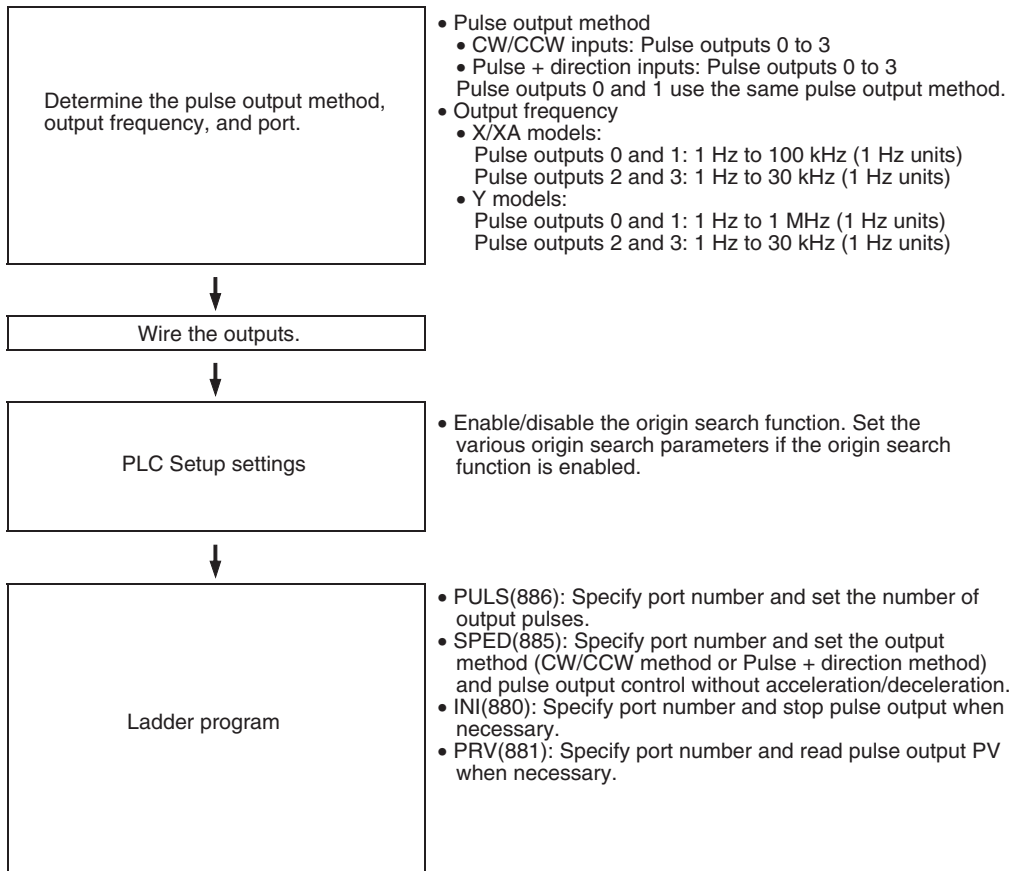 Determine the pulse output method,
output frequency, and port.
• Pulse output method
• CW/CCW inputs: Pulse outputs 0 to 3
• Pulse + direction inputs: Pulse outputs 0 to 3
Pulse outputs 0 and 1 use the same pulse output method.
• Output frequency
• X/XA models:
Pulse outputs 0 and 1: 1 Hz to 100 kHz (1 Hz units)
Pulse outputs 2 and 3: 1 Hz to 30 kHz (1 Hz units)
• Y models:
Pulse outputs 0 and 1: 1 Hz to 1 MHz (1 Hz units)
Pulse outputs 2 and 3: 1 Hz to 30 kHz (1 Hz units)
Wire the outputs.
PLC Setup settings
• Enable/disable the origin search function. Set the
various origin search parameters if the origin search
function is enabled.
Ladder program
• PULS(886): Specify port number and set the number of
output pulses.
• SPED(885): Specify port number and set the output
method (CW/CCW method or Pulse + direction method)
and pulse output control without acceleration/deceleration.
• INI(880): Specify port number and stop pulse output when
necessary.
• PRV(881): Specify port number and read pulse output PV
when necessary.